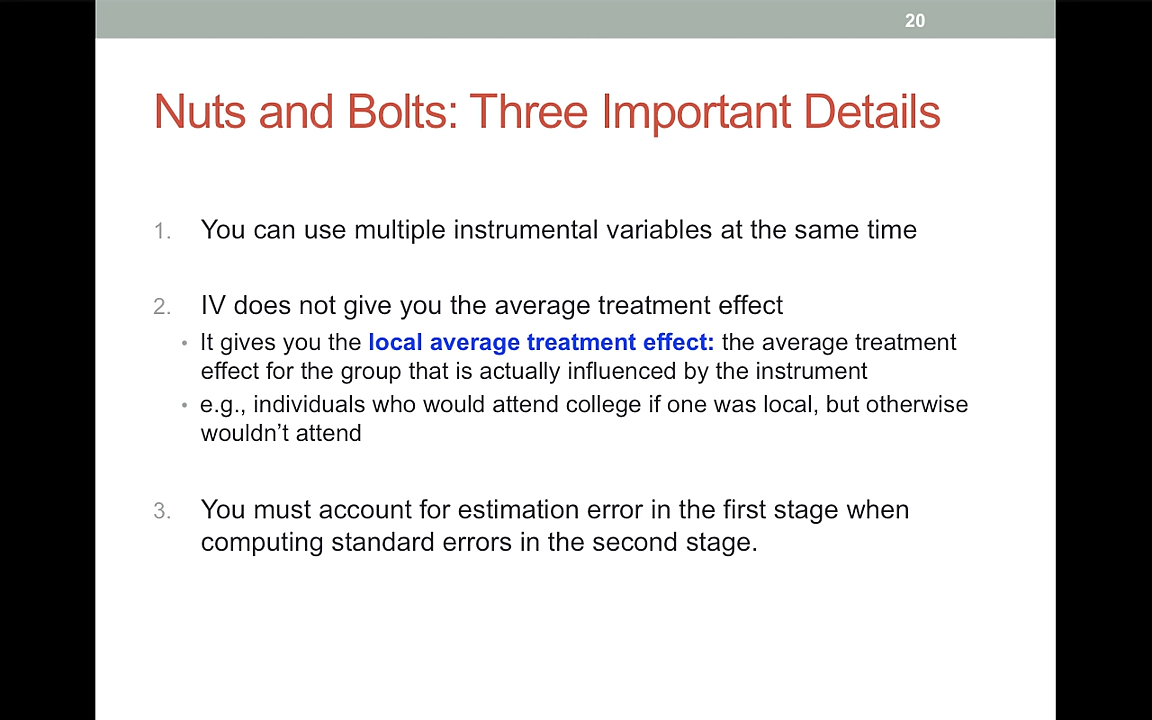 20
Nuts and Bolts: Three Important Details
1. You can use multiple instrumental variables at the same time
2. IV does not give you the average treatment effect
• It gives you the local average treatment effect: the average treatment
effect for the group that is actually influenced by the instrument
• e.g., individuals who would attend college if one was local, but otherwise
wouldn’t attend
3. You must account for estimation error in the first stage when
computing standard errors in the second stage.